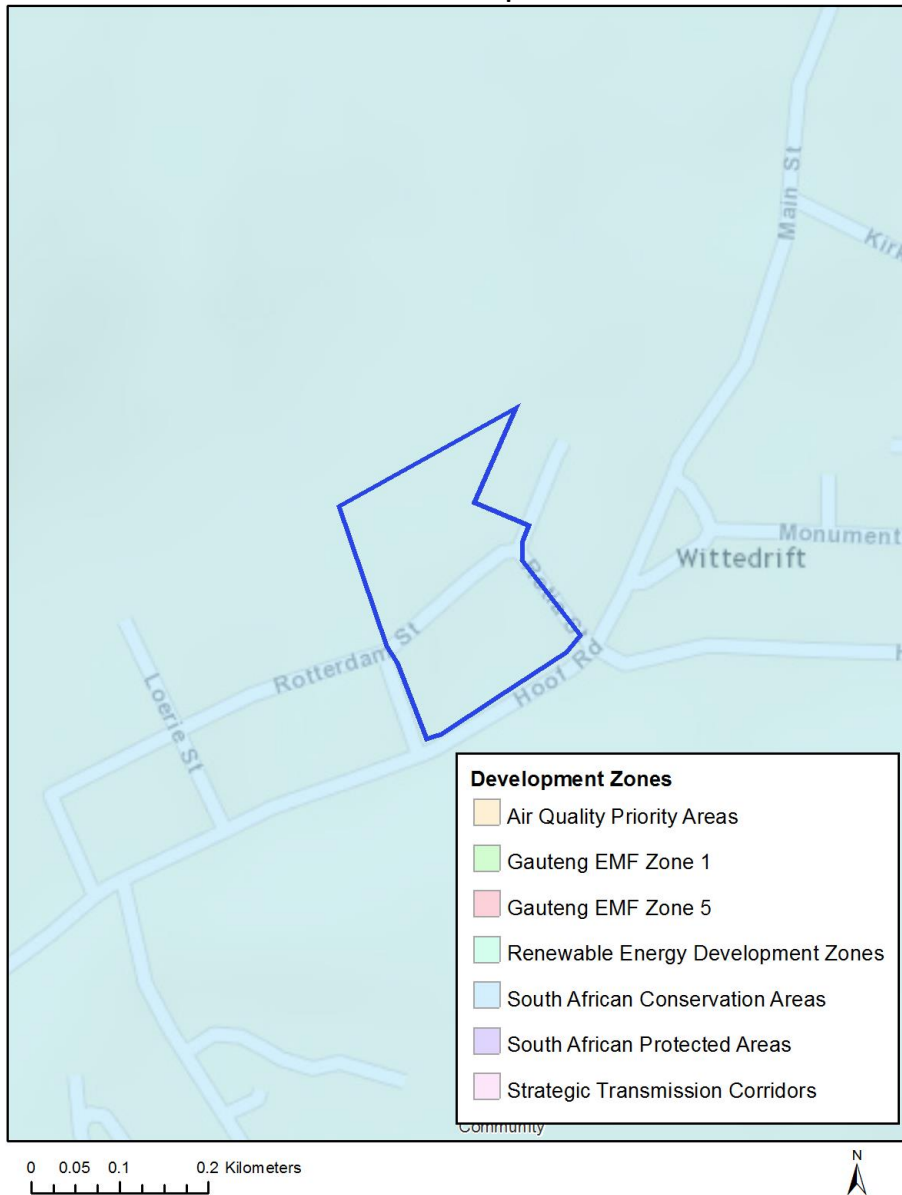 Main St
Kirk
Monument
Wittedrift
Rotterdam St
Hoof Rd
Loerie St
H
Development Zones
Air Quality Priority Areas
Gauteng EMF Zone 1
Gauteng EMF Zone 5
Renewable Energy Development Zones
South African Conservation Areas
South African Protected Areas
Strategic Transmission Corridors
Community
0 0.05 0.1 0.2 Kilometers
N